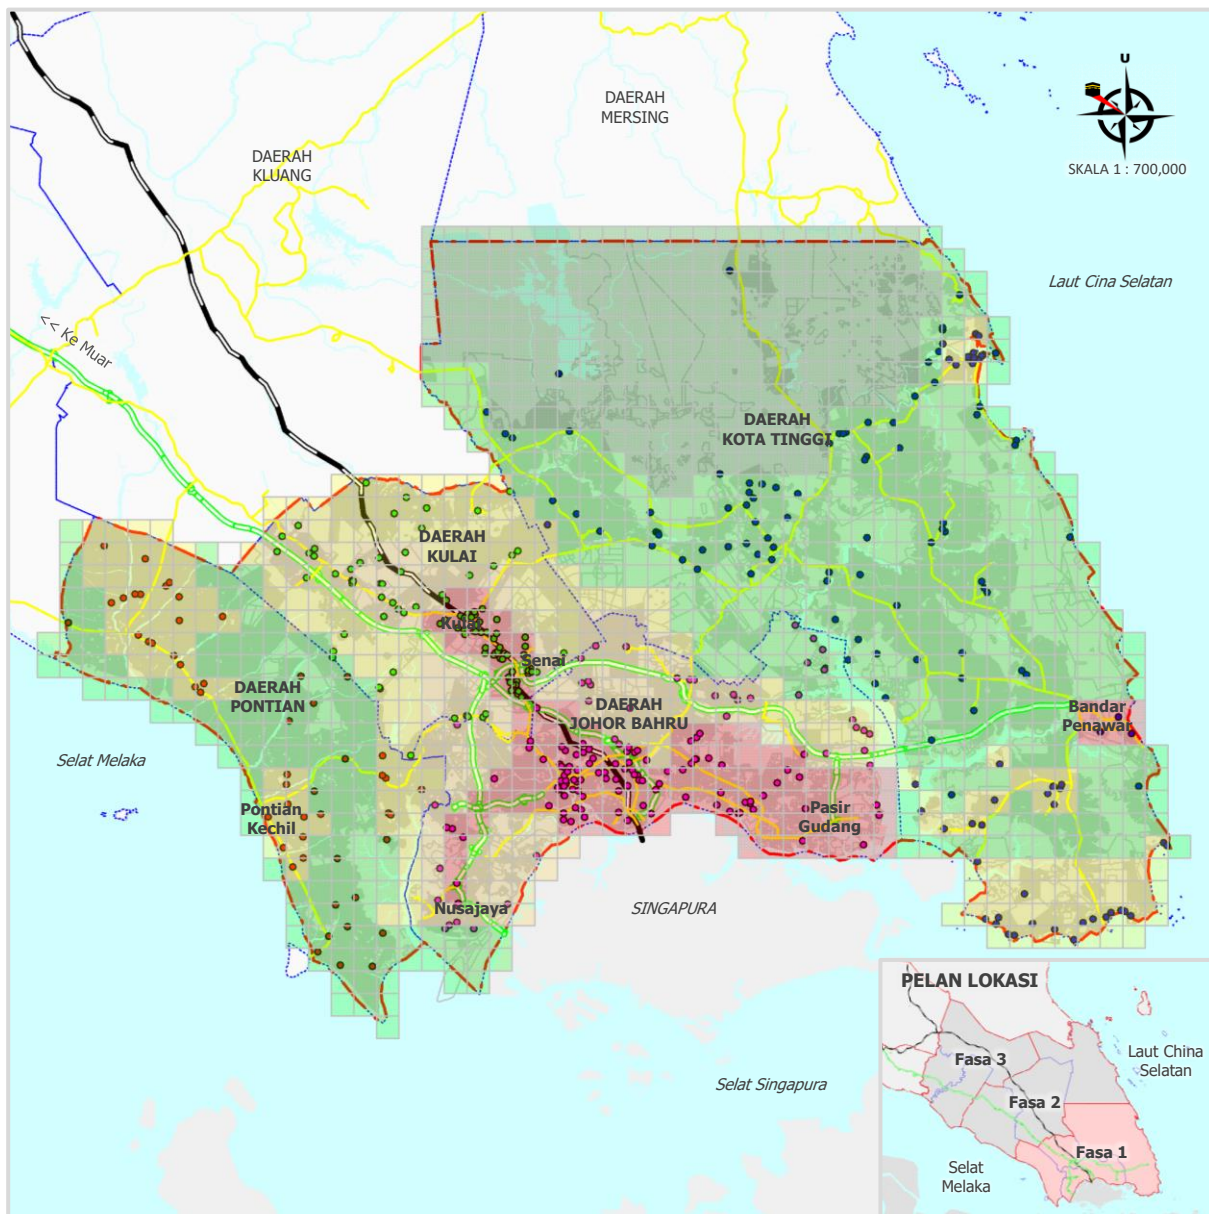 U
SKALA 1 : 700,000
DAERAH
MERSING
DAERAH
KLUANG
Laut Cina Selatan
<< Ke Muar
DAERAH
KOTA TINGGI
DAERAH
KULAI
Kulai
Senai
DAERAH
PONTIAN
DAERAH
JOHOR BAHRU
Bandar
Penawar
Selat Melaka
Pontian
Kechil
Pasir
Gudang
Nusajaya
SINGAPURA
Selat Singapura
PELAN LOKASI
Fasa 3
Laut China
Selatan
Fasa 2
Fasa 1
Selat
Melaka